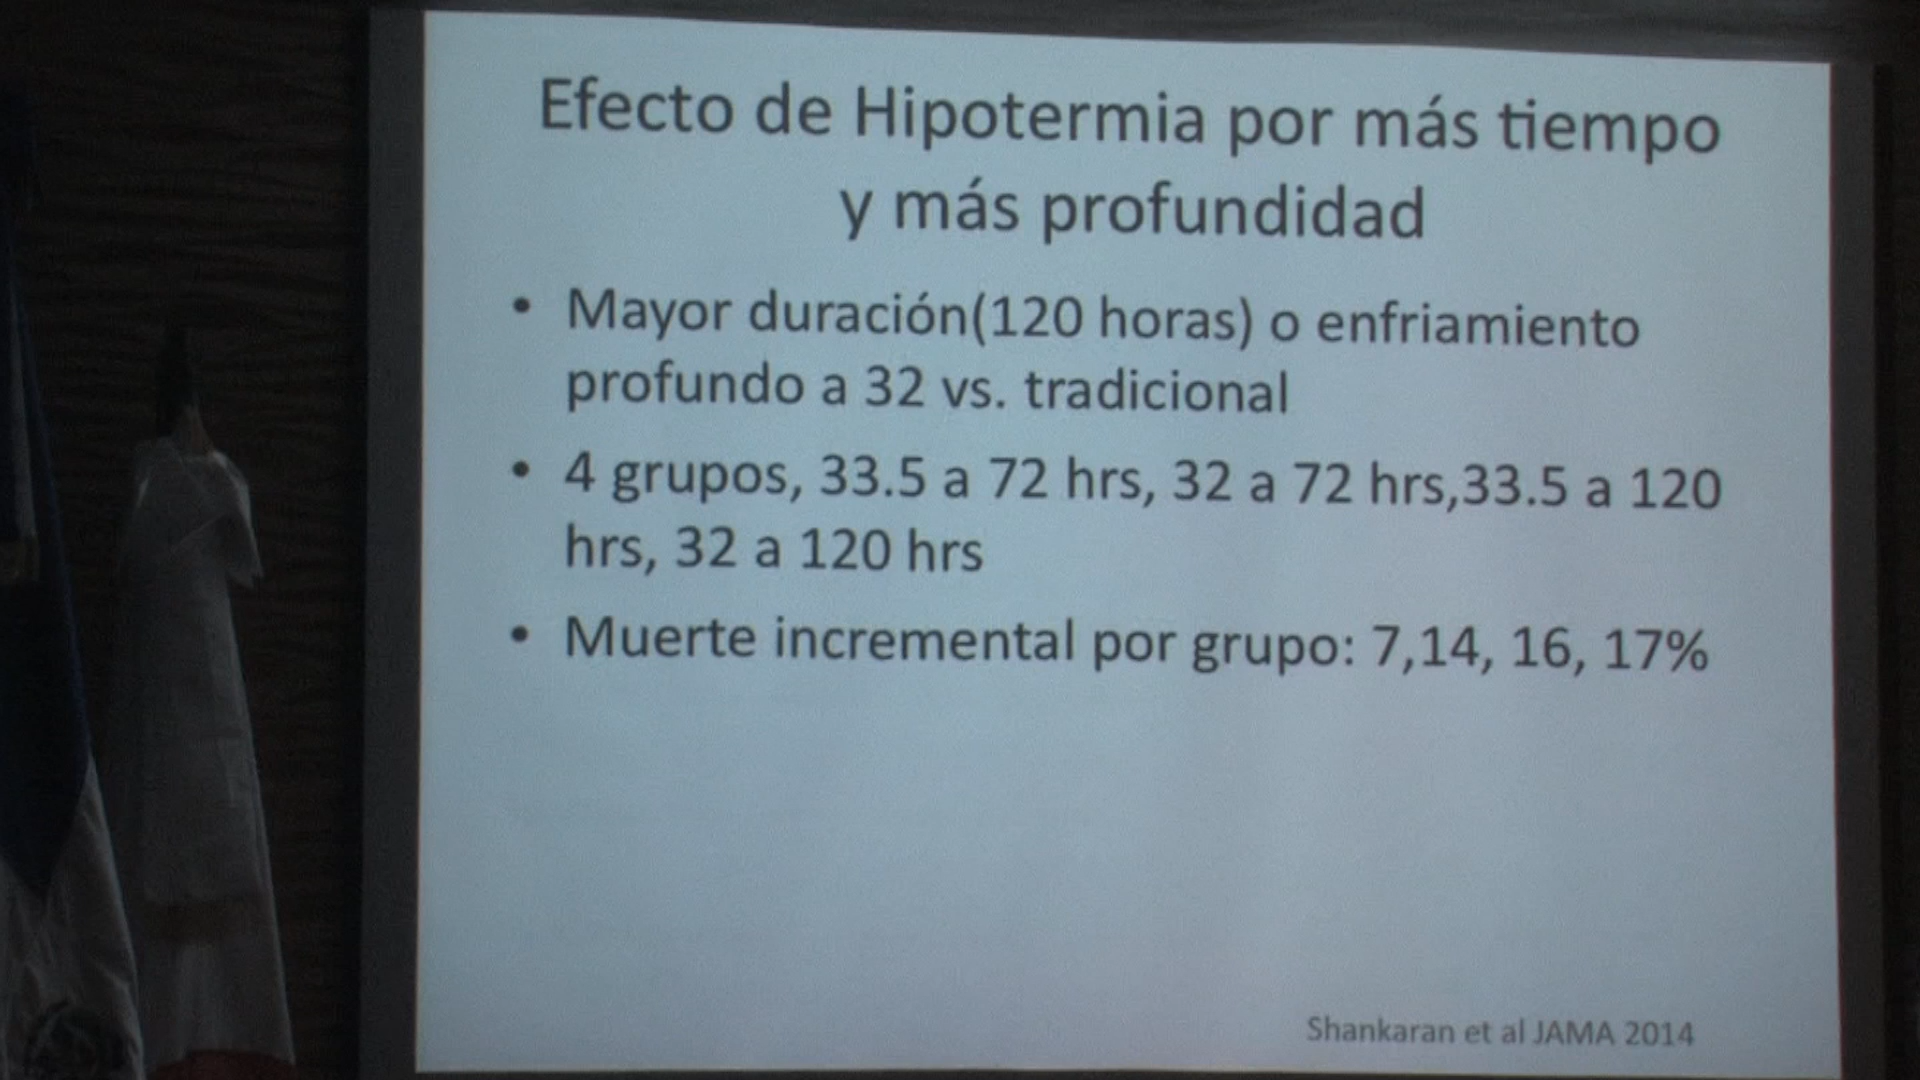 Efecto de Hipotermia por más tiempo
y más profundidad
• Mayor duración(120 horas) o enfriamiento
profundo a 32 vs. tradicional
• 4 grupos, 33.5 a 72 hrs, 32 a 72 hrs,33.5 a 120
hrs, 32 a 120 hrs
• Muerte incremental por grupo: 7,14, 16, 17%
Shankaran et al JAMA 2014